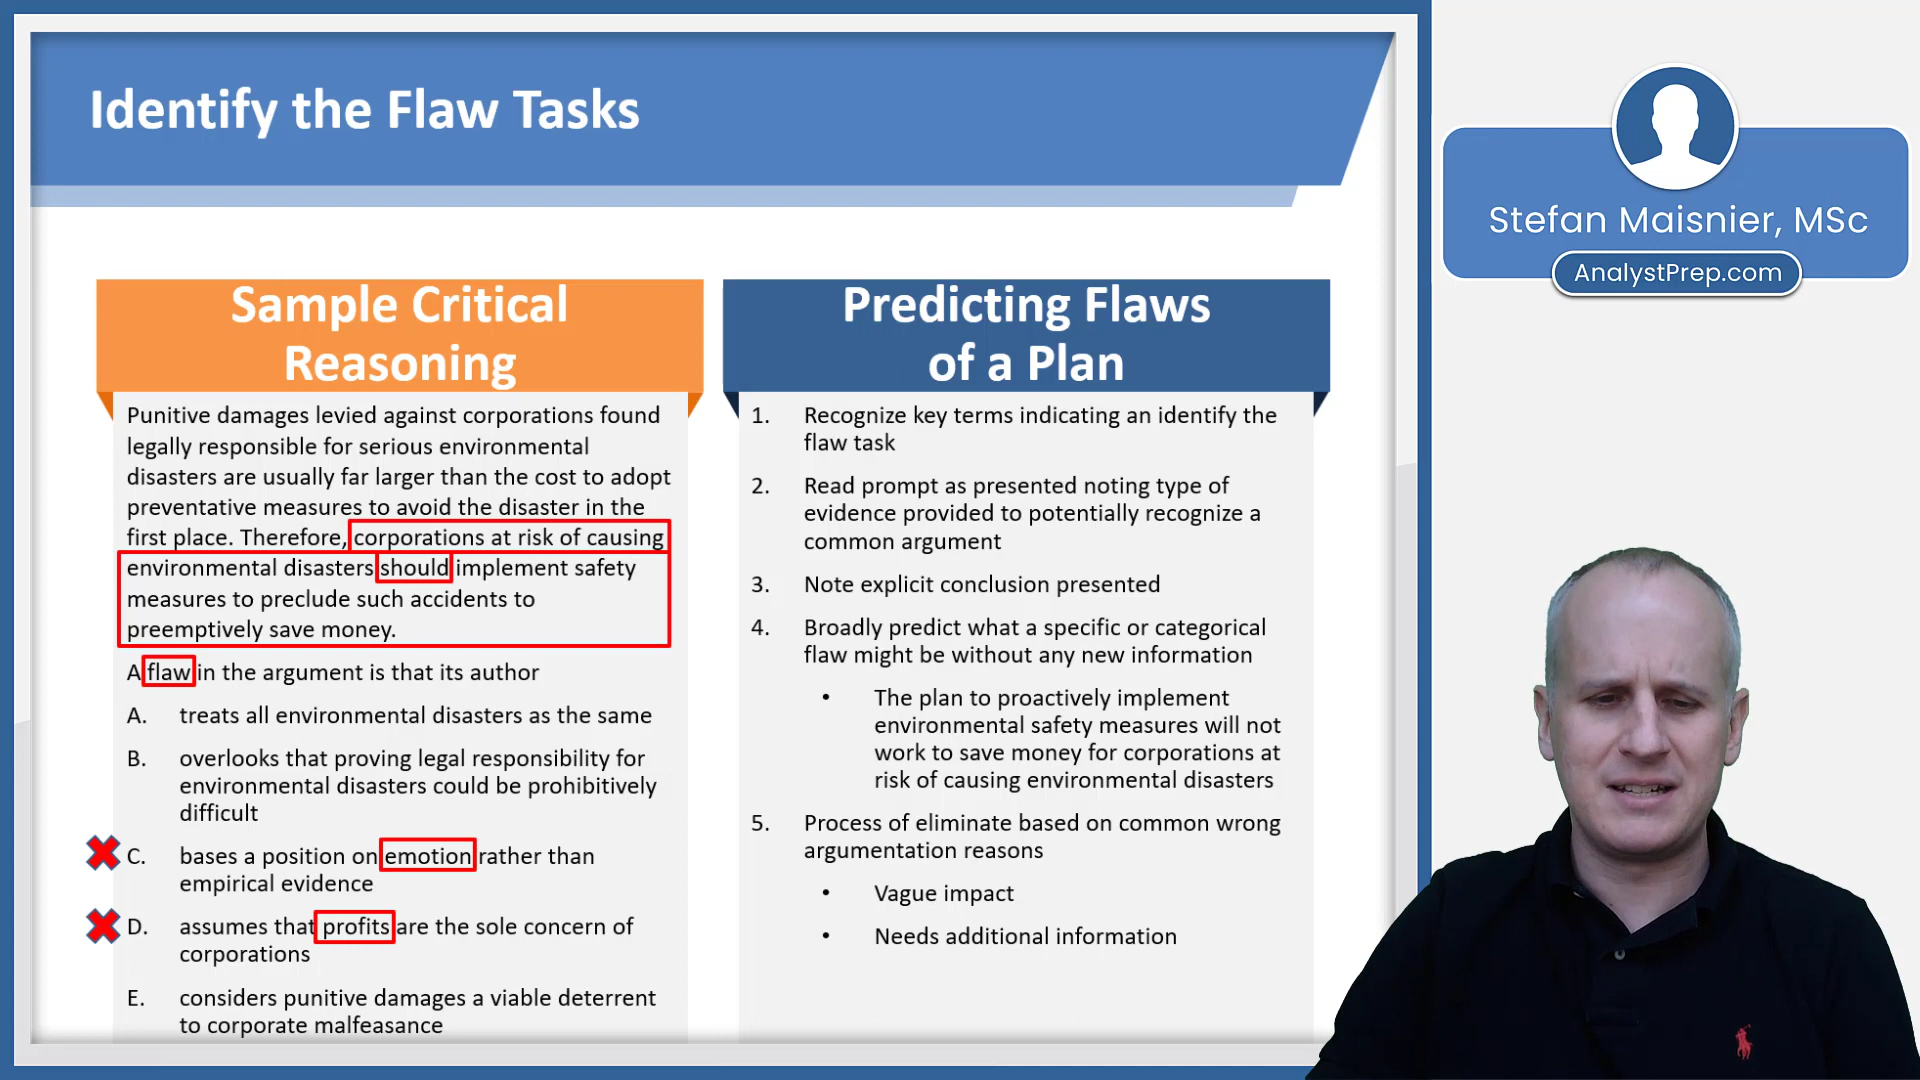 Identify the Flaw Tasks
Stefan Maisnier, MSc
AnalystPrep.com
Sample Critical
Reasoning
Punitive damages levied against corporations found
legally responsible for serious environmental
disasters are usually far larger than the cost to adopt
preventative measures to avoid the disaster in the
first place. Therefore, corporations at risk of causing
environmental disasters should implement safety
measures to preclude such accidents to
preemptively save money.
A flaw in the argument is that its author
A. treats all environmental disasters as the same
B. overlooks that proving legal responsibility for
environmental disasters could be prohibitively
difficult
C. bases a position on emotion rather than
empirical evidence
D. assumes that profits are the sole concern of
corporations
E. considers punitive damages a viable deterrent
to corporate malfeasance
Predicting Flaws
of a Plan
1. Recognize key terms indicating an identify the
flaw task
2. Read prompt as presented noting type of
evidence provided to potentially recognize a
common argument
3. Note explicit conclusion presented
4. Broadly predict what a specific or categorical
flaw might be without any new information
• The plan to proactively implement
environmental safety measures will not
work to save money for corporations at
risk of causing environmental disasters
5. Process of eliminate based on common wrong
argumentation reasons
• Vague impact
• Needs additional information